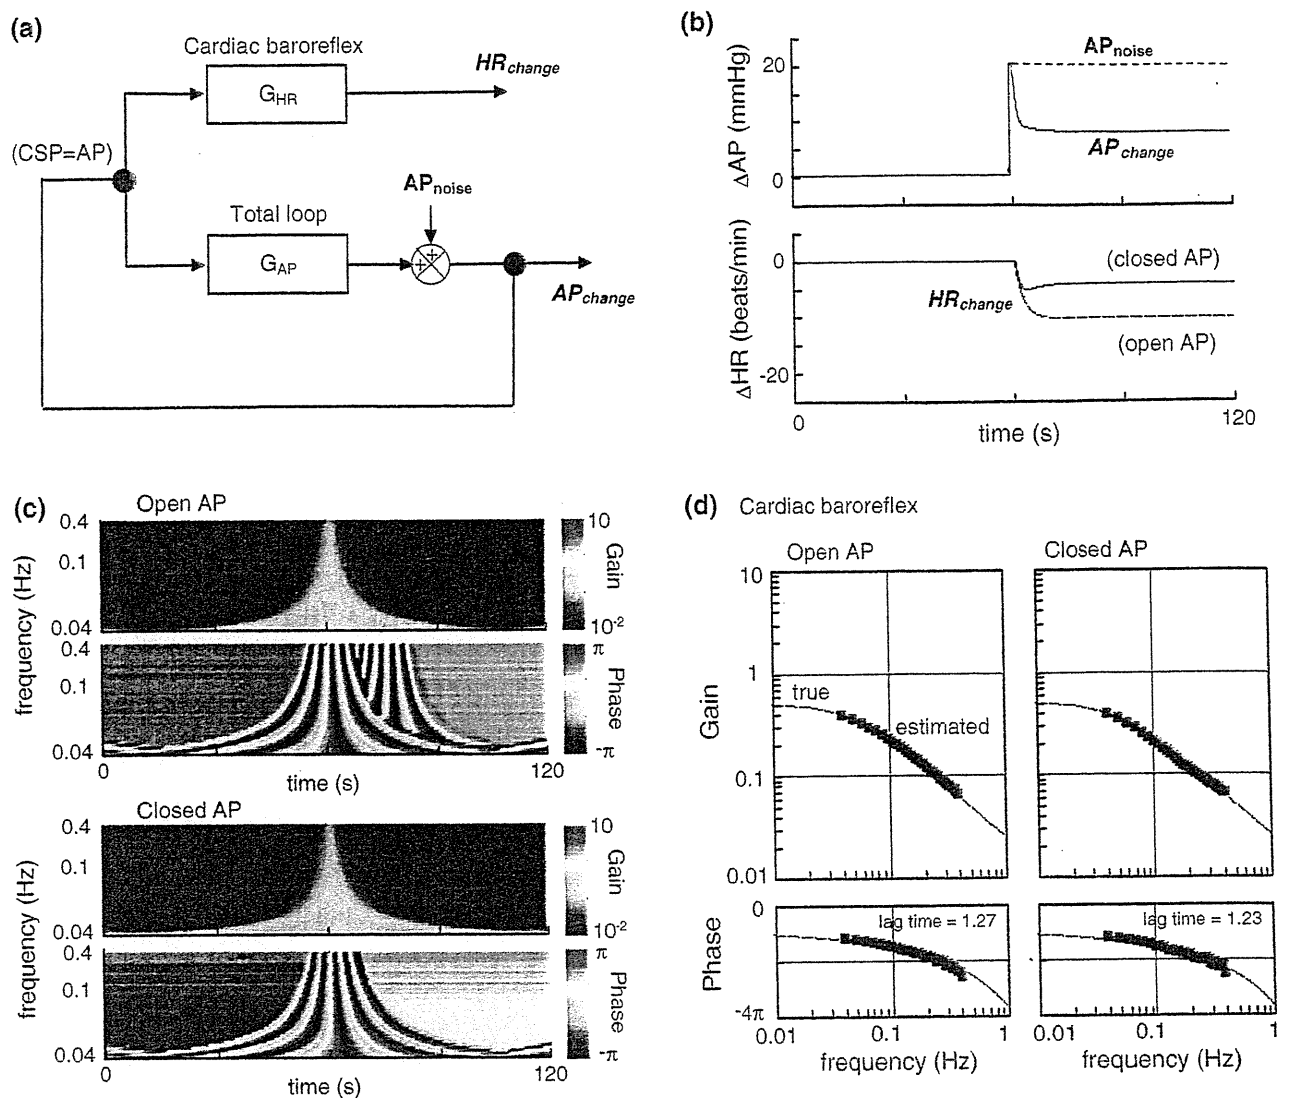 (a)
Cardiac baroreflex
G_HR
HR_change
(CSP=AP)
AP_noise
Total loop
G_AP
+
+
AP_change
(b)
ΔAP (mmHg)
20
0
AP_noise
AP_change
ΔHR (beats/min)
0
-20
HR_change
(closed AP)
(open AP)
0
120
time (s)
(c)
Open AP
frequency (Hz)
0.4
0.1
0.04
10
Gain
10^-2
0.4
0.1
0.04
π
Phase
-π
0
120
time (s)
Closed AP
frequency (Hz)
0.4
0.1
0.04
10
Gain
10^-2
0.4
0.1
0.04
π
Phase
-π
0
120
time (s)
(d) Cardiac baroreflex
Open AP
Closed AP
Gain
10
1
0.1
0.01
true
estimated
Phase
0
-4π
lag time = 1.27
lag time = 1.23
0.01
0.1
1
0.1
1
frequency (Hz)
frequency (Hz)